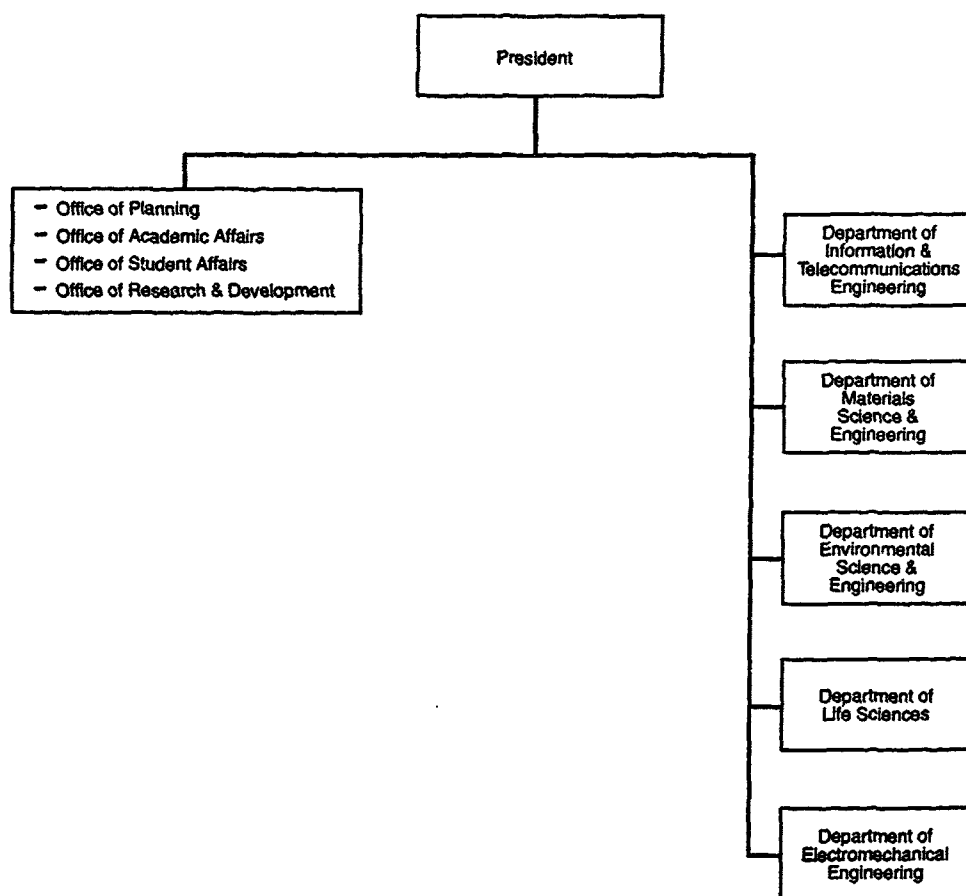 President
– Office of Planning
– Office of Academic Affairs
– Office of Student Affairs
– Office of Research & Development
Department of
Information &
Telecommunications
Engineering
Department of
Materials
Science &
Engineering
Department of
Environmental
Science &
Engineering
Department of
Life Sciences
Department of
Electromechanical
Engineering